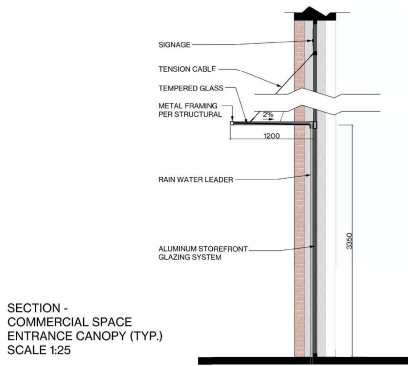 SIGNAGE
TENSION CABLE
TEMPERED GLASS
METAL FRAMING
PER STRUCTURAL
2%
1200
RAIN WATER LEADER
3350
ALUMINUM STOREFRONT
GLAZING SYSTEM
SECTION -
COMMERCIAL SPACE
ENTRANCE CANOPY (TYP.)
SCALE 1:25